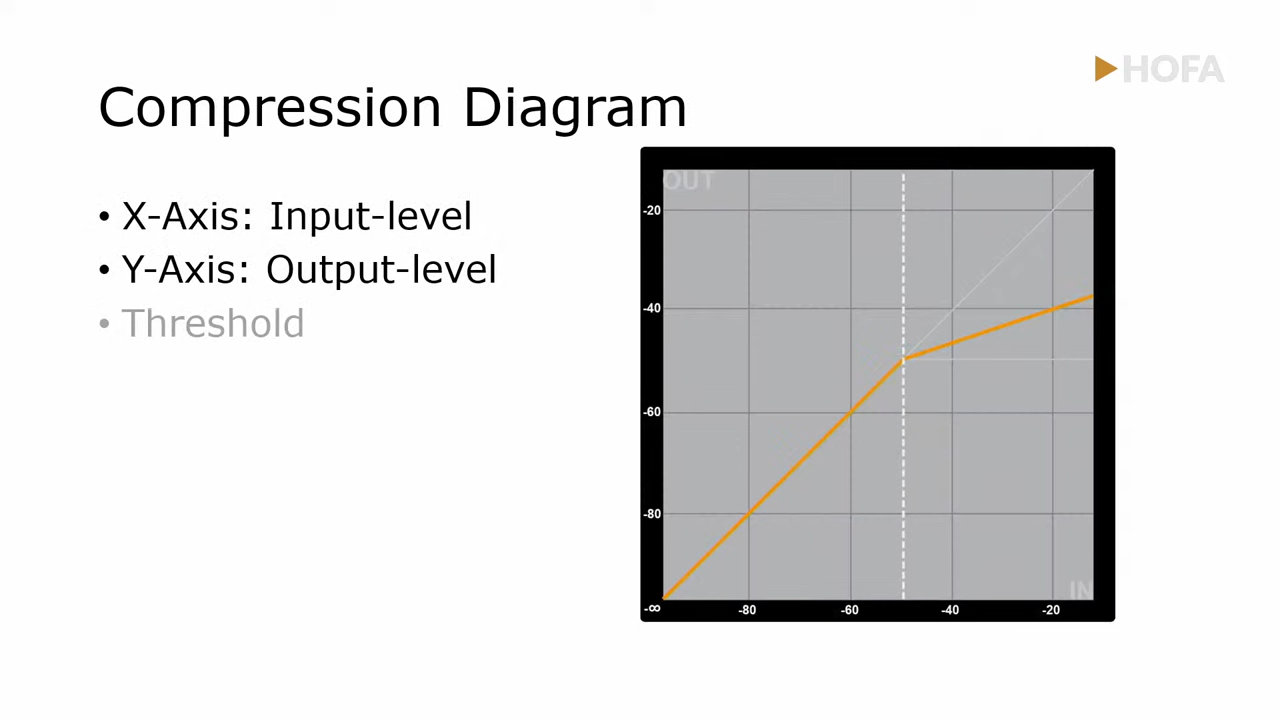 HOFA
Compression Diagram
• X-Axis: Input-level
• Y-Axis: Output-level
• Threshold
OUT
-20
-40
-60
-80
-∞
IN
-80
-60
-40
-20